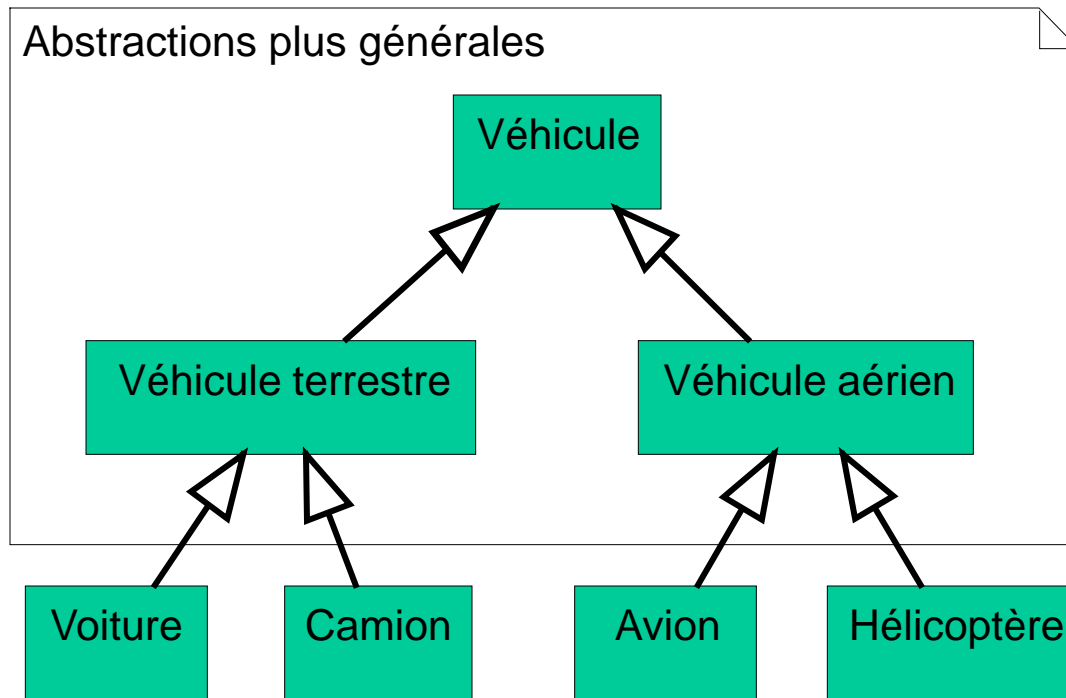 Abstractions plus générales
Véhicule
Véhicule terrestre
Véhicule aérien
Voiture
Camion
Avion
Hélicoptère